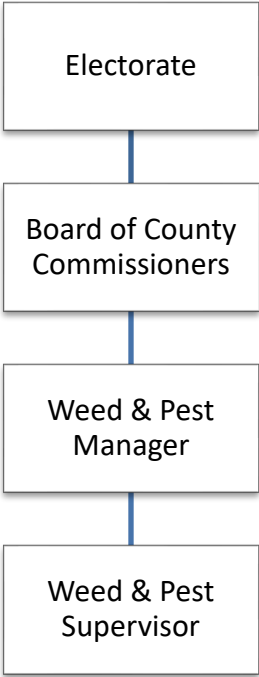 Electorate
Board of County
Commissioners
Weed & Pest
Manager
Weed & Pest
Supervisor